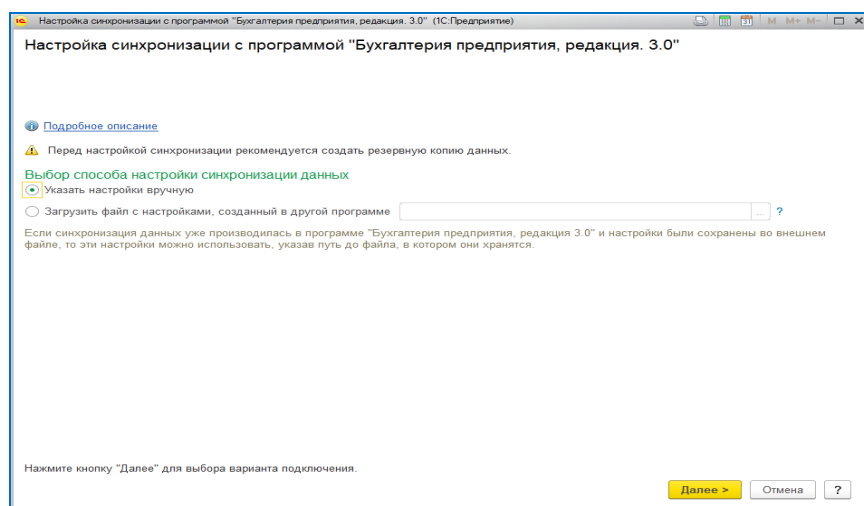 Настройка синхронизации с программой "Бухгалтерия предприятия, редакция. 3.0" (1С:Предприятие)
31 M M+ M-
Настройка синхронизации с программой "Бухгалтерия предприятия, редакция. 3.0"
Подробное описание
Перед настройкой синхронизации рекомендуется создать резервную копию данных.
Выбор способа настройки синхронизации данных
Указать настройки вручную
Загрузить файл с настройками, созданный в другой программе ... ?
Если синхронизация данных уже производилась в программе "Бухгалтерия предприятия, редакция 3.0" и настройки были сохранены во внешнем
файле, то эти настройки можно использовать, указав путь до файла, в котором они хранятся.
Нажмите кнопку "Далее" для выбора варианта подключения.
Далее > Отмена ?